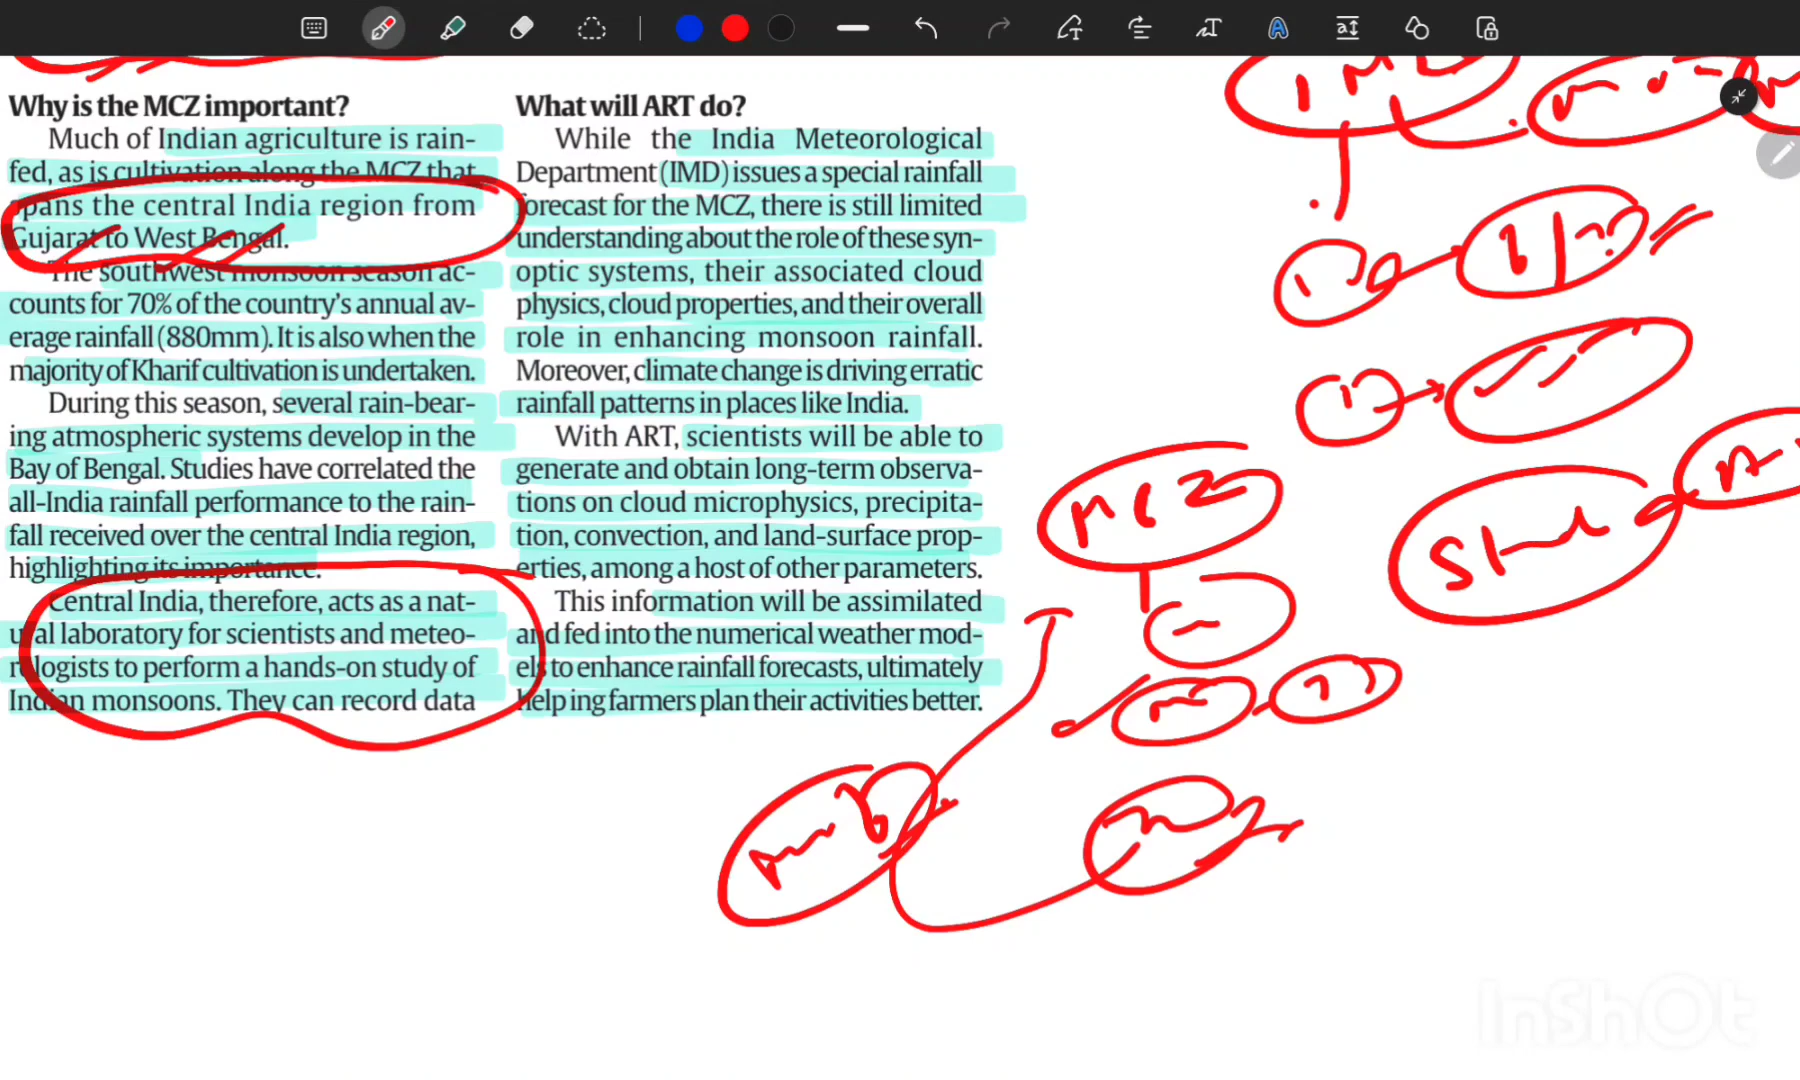 Why is the MCZ important?
Much of Indian agriculture is rain-
fed, as is cultivation along the MCZ that
spans the central India region from
Gujarat to West Bengal.
The southwest monsoon season ac-
counts for 70% of the country's annual av-
erage rainfall (880mm). It is also when the
majority of Kharif cultivation is undertaken.
During this season, several rain-bear-
ing atmospheric systems develop in the
Bay of Bengal. Studies have correlated the
all-India rainfall performance to the rain-
fall received over the central India region,
highlighting its importance.
Central India, therefore, acts as a nat-
ural laboratory for scientists and meteo-
rologists to perform a hands-on study of
Indian monsoons. They can record data
What will ART do?
While the India Meteorological
Department (IMD) issues a special rainfall
forecast for the MCZ, there is still limited
understanding about the role of these syn-
optic systems, their associated cloud
physics, cloud properties, and their overall
role in enhancing monsoon rainfall.
Moreover, climate change is driving erratic
rainfall patterns in places like India.
With ART, scientists will be able to
generate and obtain long-term observa-
tions on cloud microphysics, precipita-
tion, convection, and land-surface prop-
erties, among a host of other parameters.
This information will be assimilated
and fed into the numerical weather mod-
els to enhance rainfall forecasts, ultimately
helping farmers plan their activities better.
IMD
MCZ
InShOt